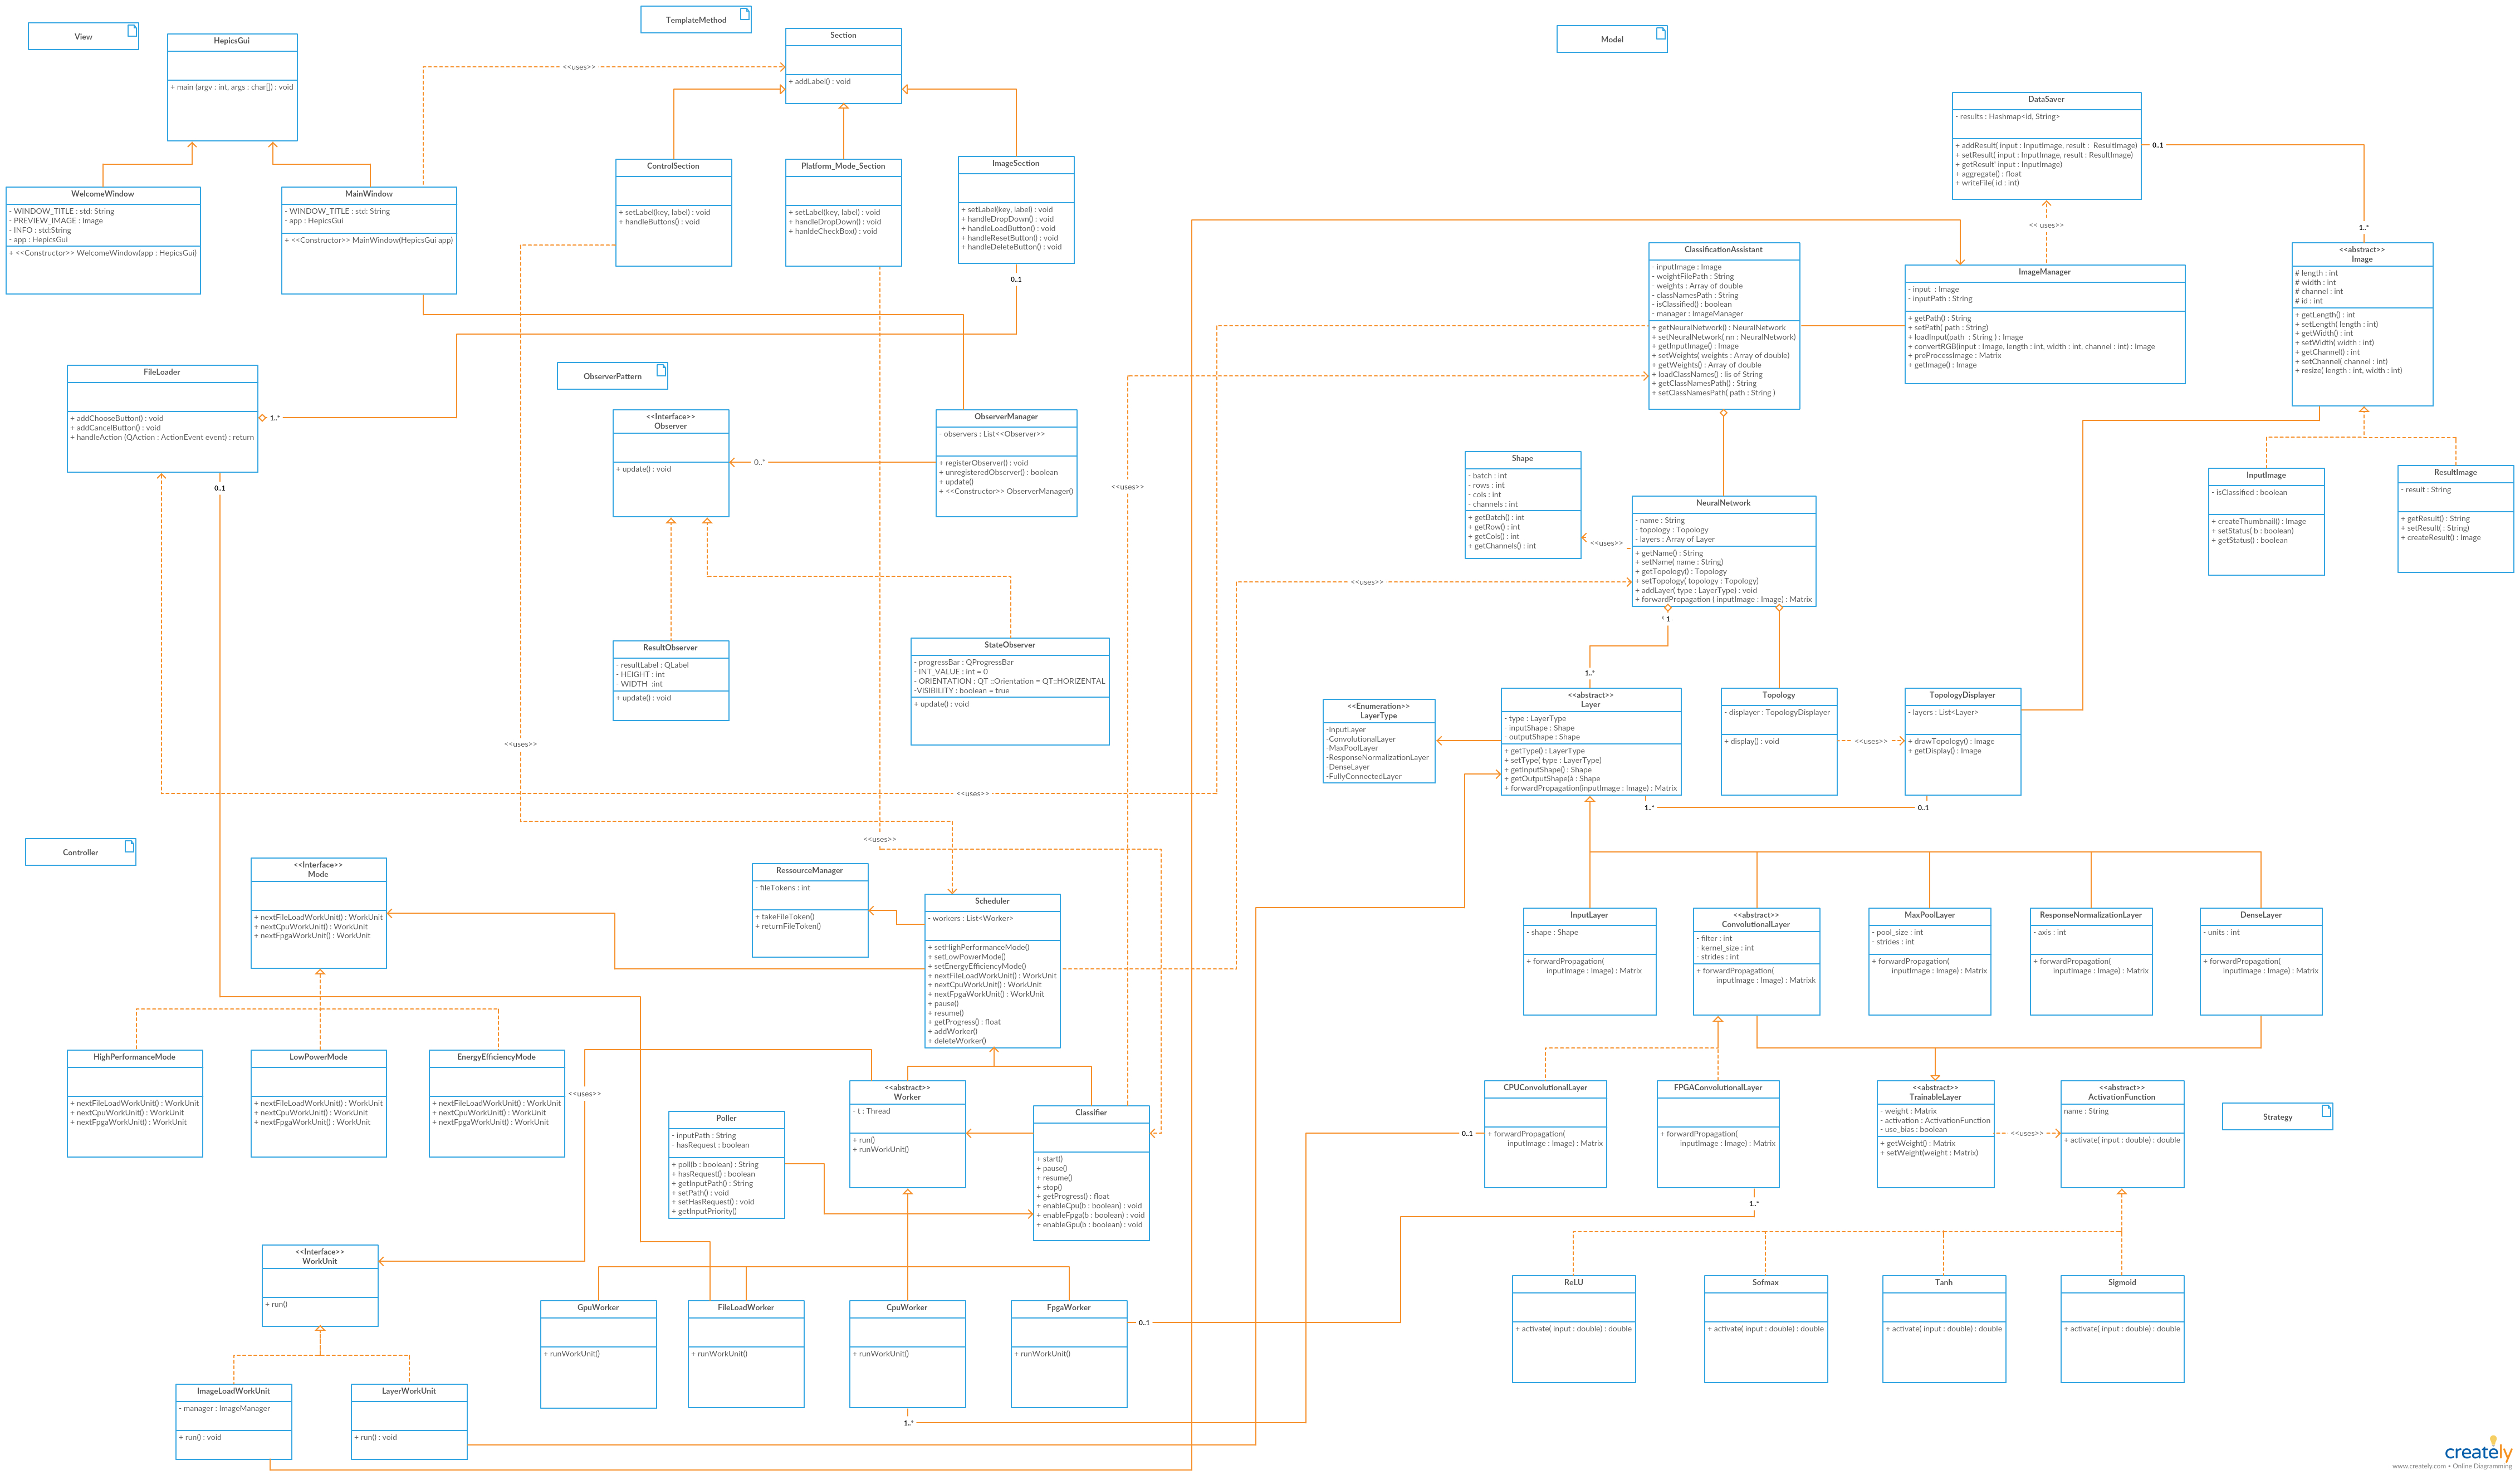 View
HepicsGui
+ main (argv : int, args : char[]) : void
WelcomeWindow
- WINDOW_TITLE : std: String
- PREVIEW_IMAGE : Image
- INFO : std:String
- app : HepicsGui
+ <<Constructor>> WelcomeWindow(app : HepicsGui)
MainWindow
- WINDOW_TITLE : std: String
- app : HepicsGui
+ <<Constructor>> MainWindow(HepicsGui app)
<<uses>>
TemplateMethod
Section
+ addLabel() : void
ControlSection
+ setLabel(key, label) : void
+ handleButtons() : void
Platform_Mode_Section
+ setLabel(key, label) : void
+ handleDropDown() : void
+ hanldeCheckBox() : void
ImageSection
+ setLabel(key, label) : void
+ handleDropDown() : void
+ handleLoadButton() : void
+ handleResetButton() : void
+ handleDeleteButton() : void
0..1
FileLoader
+ addChooseButton() : void
+ addCancelButton() : void
+ handleAction (QAction : ActionEvent event) : return
1..*
0..1
ObserverPattern
<<Interface>>
Observer
+ update() : void
0..*
ObserverManager
- observers : List<<Observer>>
+ registerObserver() : void
+ unregisteredObserver() : boolean
+ update()
+ <<Constructor>> ObserverManager()
ResultObserver
- resultLabel : QLabel
- HEIGHT : int
- WIDTH  :int
+ update() : void
StateObserver
- progressBar : QProgressBar
- INT_VALUE : int = 0
- ORIENTATION : QT ::Orientation = QT::HORIZENTAL
-VISIBILITY : boolean = true
+ update() : void
<<uses>>
<<uses>>
<<uses>>
<<uses>>
Model
DataSaver
- results : Hashmap<id, String>
+ addResult( input : InputImage, result :  ResultImage)
+ setResult( input : InputImage, result : ResultImage)
+ getResult' input : InputImage)
+ aggregate() : float
+ writeFile( id : int)
0..1
1..*
<< uses>>
ClassificationAssistant
- inputImage : Image
- weightFilePath : String
- weights : Array of double
- classNamesPath : String
- isClassified() : boolean
- manager : ImageManager
+ getNeuralNetwork() : NeuralNetwork
+ setNeuralNetwork( nn : NeuralNetwork)
+ getInputImage() : Image
+ setWeights( weights : Array of double)
+ getWeights() : Array of double
+ loadClassNames() : lis of String
+ getClassNamesPath() : String
+ setClassNamesPath( path : String )
ImageManager
- input  : Image
- inputPath : String
+ getPath() : String
+ setPath( path : String)
+ loadInput(path  : String ) : Image
+ convertRGB(input : Image, length : int, width : int, channel : int) : Image
+ preProcessImage : Matrix
+ getImage() : Image
<<abstract>>
Image
# length : int
# width : int
# channel : int
# id : int
+ getLength() : int
+ setLength( length : int)
+ getWidth() : int
+ setWidth( width : int)
+ getChannel() : int
+ setChannel( channel : int)
+ resize( length : int, width : int)
InputImage
- isClassified : boolean
+ createThumbnail() : Image
+ setStatus( b : boolean)
+ getStatus() : boolean
ResultImage
- result : String
+ getResult() : String
+ setResult( : String)
+ createResult() : Image
Shape
- batch : int
- rows : int
- cols : int
- channels : int
+ getBatch() : int
+ getRow() : int
+ getCols() : int
+ getChannels() : int
<<uses>>
NeuralNetwork
- name : String
- topology : Topology
- layers : Array of Layer
+ getName() : String
+ setName( name : String)
+ getTopology() : Topology
+ setTopology( topology : Topology)
+ addLayer( type : LayerType) : void
+ forwardPropagation ( inputImage : Image) : Matrix
<<uses>>
1
1..*
<<Enumeration>>
LayerType
-InputLayer
-ConvolutionalLayer
-MaxPoolLayer
-ResponseNormalizationLayer
-DenseLayer
-FullyConnectedLayer
<<abstract>>
Layer
- type : LayerType
- inputShape : Shape
- outputShape : Shape
+ getType() : LayerType
+ setType( type : LayerType)
+ getInputShape() : Shape
+ getOutputShape(à : Shape
+ forwardPropagation(inputImage : Image) : Matrix
Topology
- displayer : TopologyDisplayer
+ display() : void
<<uses>>
TopologyDisplayer
- layers : List<Layer>
+ drawTopology() : Image
+ getDisplay() : Image
1..*
0..1
InputLayer
- shape : Shape
+ forwardPropagation(
inputImage : Image) : Matrix
<<abstract>>
ConvolutionalLayer
- filter : int
- kernel_size : int
- strides : int
+ forwardPropagation(
inputImage : Image) : Matrixk
MaxPoolLayer
- pool_size : int
- strides : int
+ forwardPropagation(
inputImage : Image) : Matrix
ResponseNormalizationLayer
- axis : int
+ forwardPropagation(
inputImage : Image) : Matrix
DenseLayer
- units : int
+ forwardPropagation(
inputImage : Image) : Matrix
CPUConvolutionalLayer
+ forwardPropagation(
inputImage : Image) : Matrix
0..1
FPGAConvolutionalLayer
+ forwardPropagation(
inputImage : Image) : Matrix
1..*
<<abstract>>
TrainableLayer
- weight : Matrix
- activation : ActivationFunction
- use_bias : boolean
+ getWeight() : Matrix
+ setWeight(weight : Matrix)
<<uses>>
<<abstract>>
ActivationFunction
name : String
+ activate( input : double) : double
Strategy
ReLU
+ activate( input : double) : double
Sofmax
+ activate( input : double) : double
Tanh
+ activate( input : double) : double
Sigmoid
+ activate( input : double) : double
Controller
<<Interface>>
Mode
+ nextFileLoadWorkUnit() : WorkUnit
+ nextCpuWorkUnit() : WorkUnit
+ nextFpgaWorkUnit() : WorkUnit
HighPerformanceMode
+ nextFileLoadWorkUnit() : WorkUnit
+ nextCpuWorkUnit() : WorkUnit
+ nextFpgaWorkUnit() : WorkUnit
LowPowerMode
+ nextFileLoadWorkUnit() : WorkUnit
+ nextCpuWorkUnit() : WorkUnit
+ nextFpgaWorkUnit() : WorkUnit
EnergyEfficiencyMode
+ nextFileLoadWorkUnit() : WorkUnit
+ nextCpuWorkUnit() : WorkUnit
+ nextFpgaWorkUnit() : WorkUnit
<<uses>>
RessourceManager
- fileTokens : int
+ takeFileToken()
+ returnFileToken()
Scheduler
- workers : List<Worker>
+ setHighPerformanceMode()
+ setLowPowerMode()
+ setEnergyEfficiencyMode()
+ nextFileLoadWorkUnit() : WorkUnit
+ nextCpuWorkUnit() : WorkUnit
+ nextFpgaWorkUnit() : WorkUnit
+ pause()
+ resume()
+ getProgress() : float
+ addWorker()
+ deleteWorker()
Poller
- inputPath : String
- hasRequest : boolean
+ poll(b : boolean) : String
+ hasRequest() : boolean
+ getInputPath() : String
+ setPath() : void
+ setHasRequest() : void
+ getInputPriority()
<<abstract>>
Worker
- t : Thread
+ run()
+ runWorkUnit()
Classifier
+ start()
+ pause()
+ resume()
+ stop()
+ getProgress() : float
+ enableCpu(b : boolean) : void
+ enableFpga(b : boolean) : void
+ enableGpu(b : boolean) : void
<<Interface>>
WorkUnit
+ run()
GpuWorker
+ runWorkUnit()
FileLoadWorker
+ runWorkUnit()
CpuWorker
+ runWorkUnit()
1..*
FpgaWorker
+ runWorkUnit()
0..1
ImageLoadWorkUnit
- manager : ImageManager
+ run() : void
LayerWorkUnit
+ run() : void
creately
www.creately.com • Online Diagramming